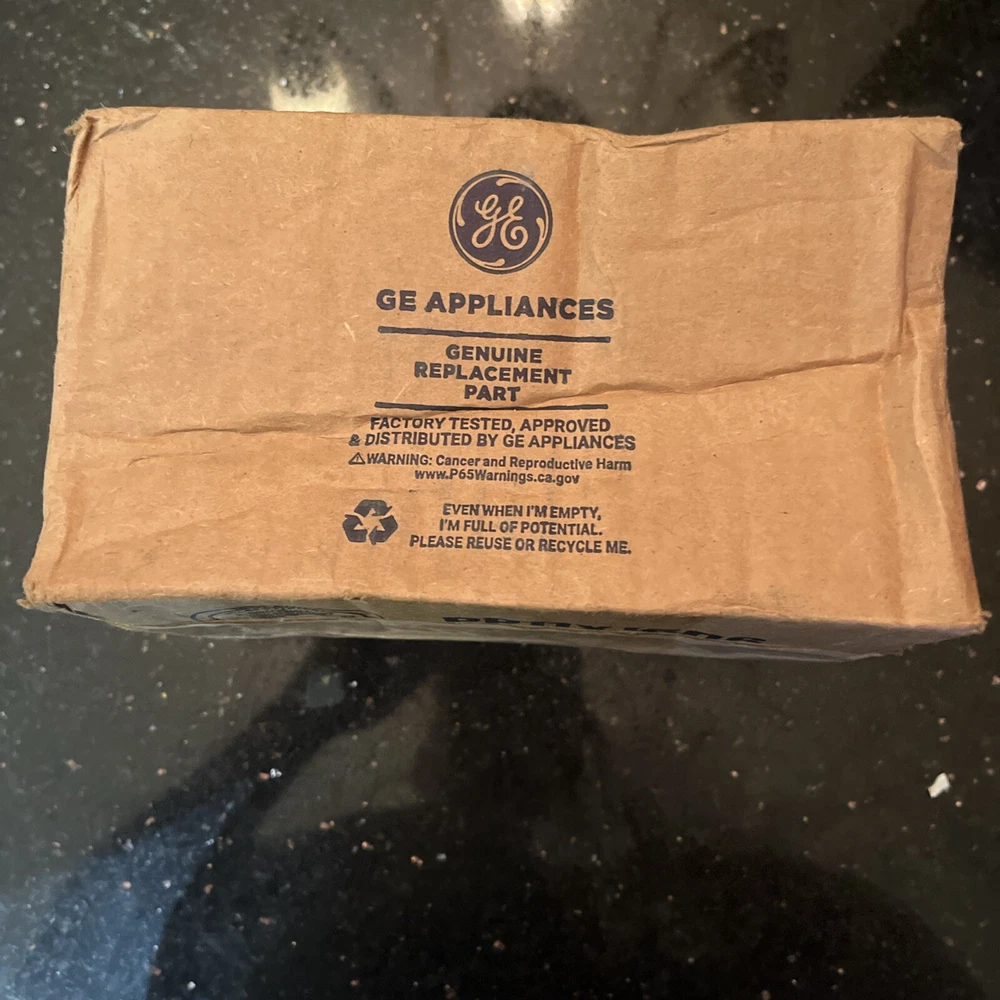 GE
GE APPLIANCES
GENUINE
REPLACEMENT
PART
FACTORY TESTED, APPROVED
& DISTRIBUTED BY GE APPLIANCES
⚠WARNING: Cancer and Reproductive Harm
www.P65Warnings.ca.gov
EVEN WHEN I'M EMPTY,
I'M FULL OF POTENTIAL.
PLEASE REUSE OR RECYCLE ME.